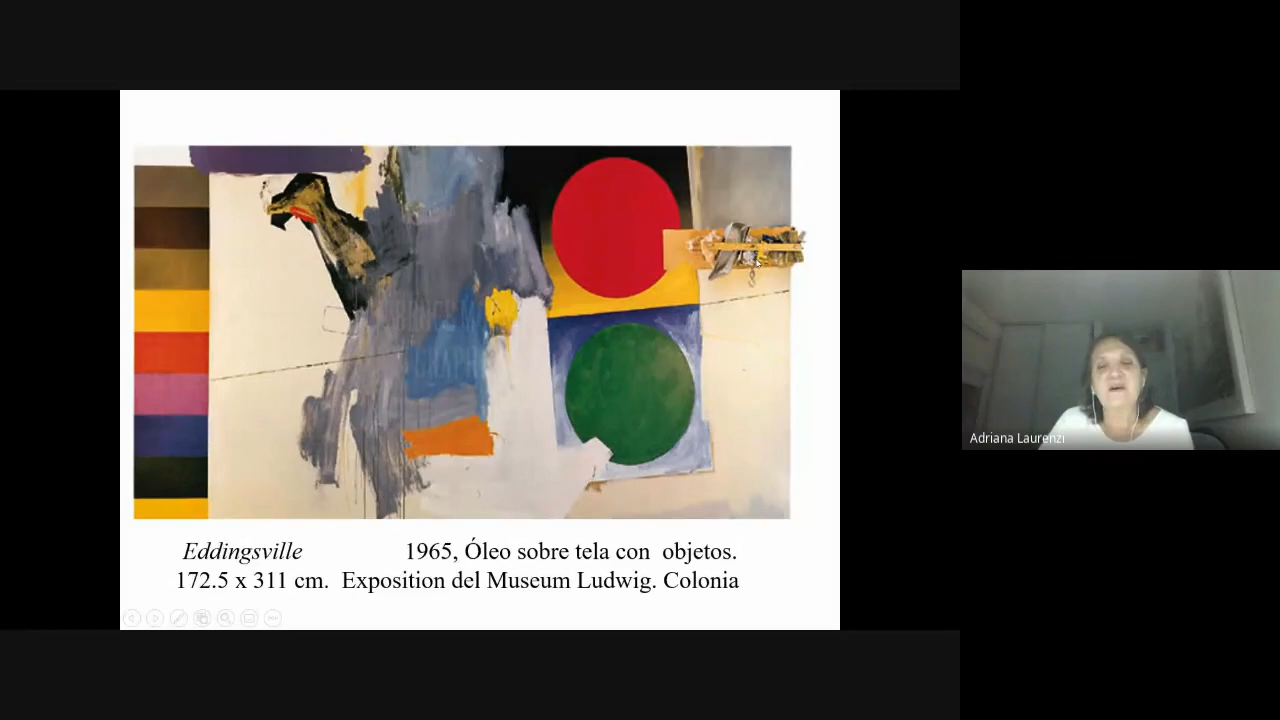 Eddingsville 1965, Óleo sobre tela con objetos.
172.5 x 311 cm. Exposition del Museum Ludwig. Colonia
Adriana Laurenzi